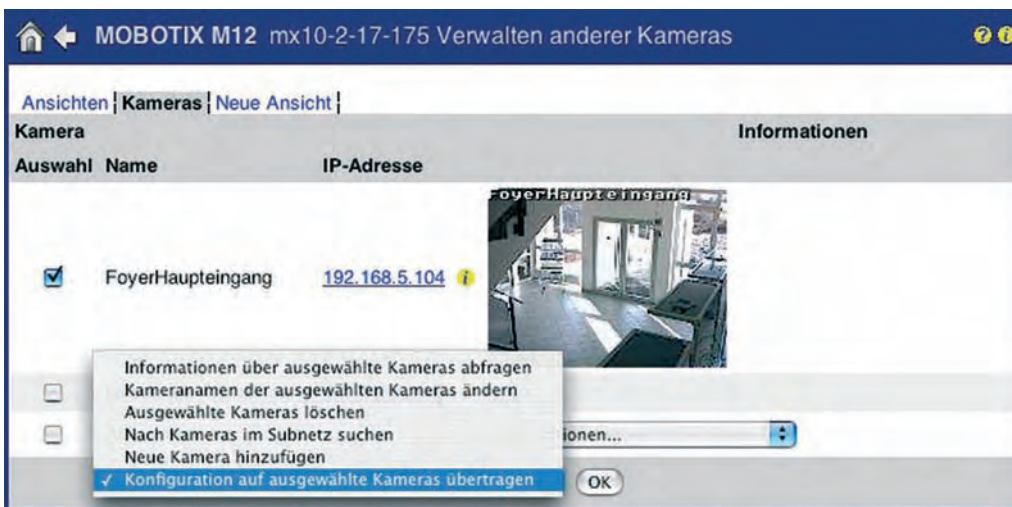 MOBOTIX M12 mx10-2-17-175 Verwalten anderer Kameras
Ansichten Kameras Neue Ansicht
Kamera Informationen
Auswahl Name IP-Adresse
FoyerHaupteingang
FoyerHaupteingang 192.168.5.104 i
Informationen über ausgewählte Kameras abfragen
Kameranamen der ausgewählten Kameras ändern
Ausgewählte Kameras löschen
Nach Kameras im Subnetz suchen
ionen...
Neue Kamera hinzufügen
✓ Konfiguration auf ausgewählte Kameras übertragen
OK